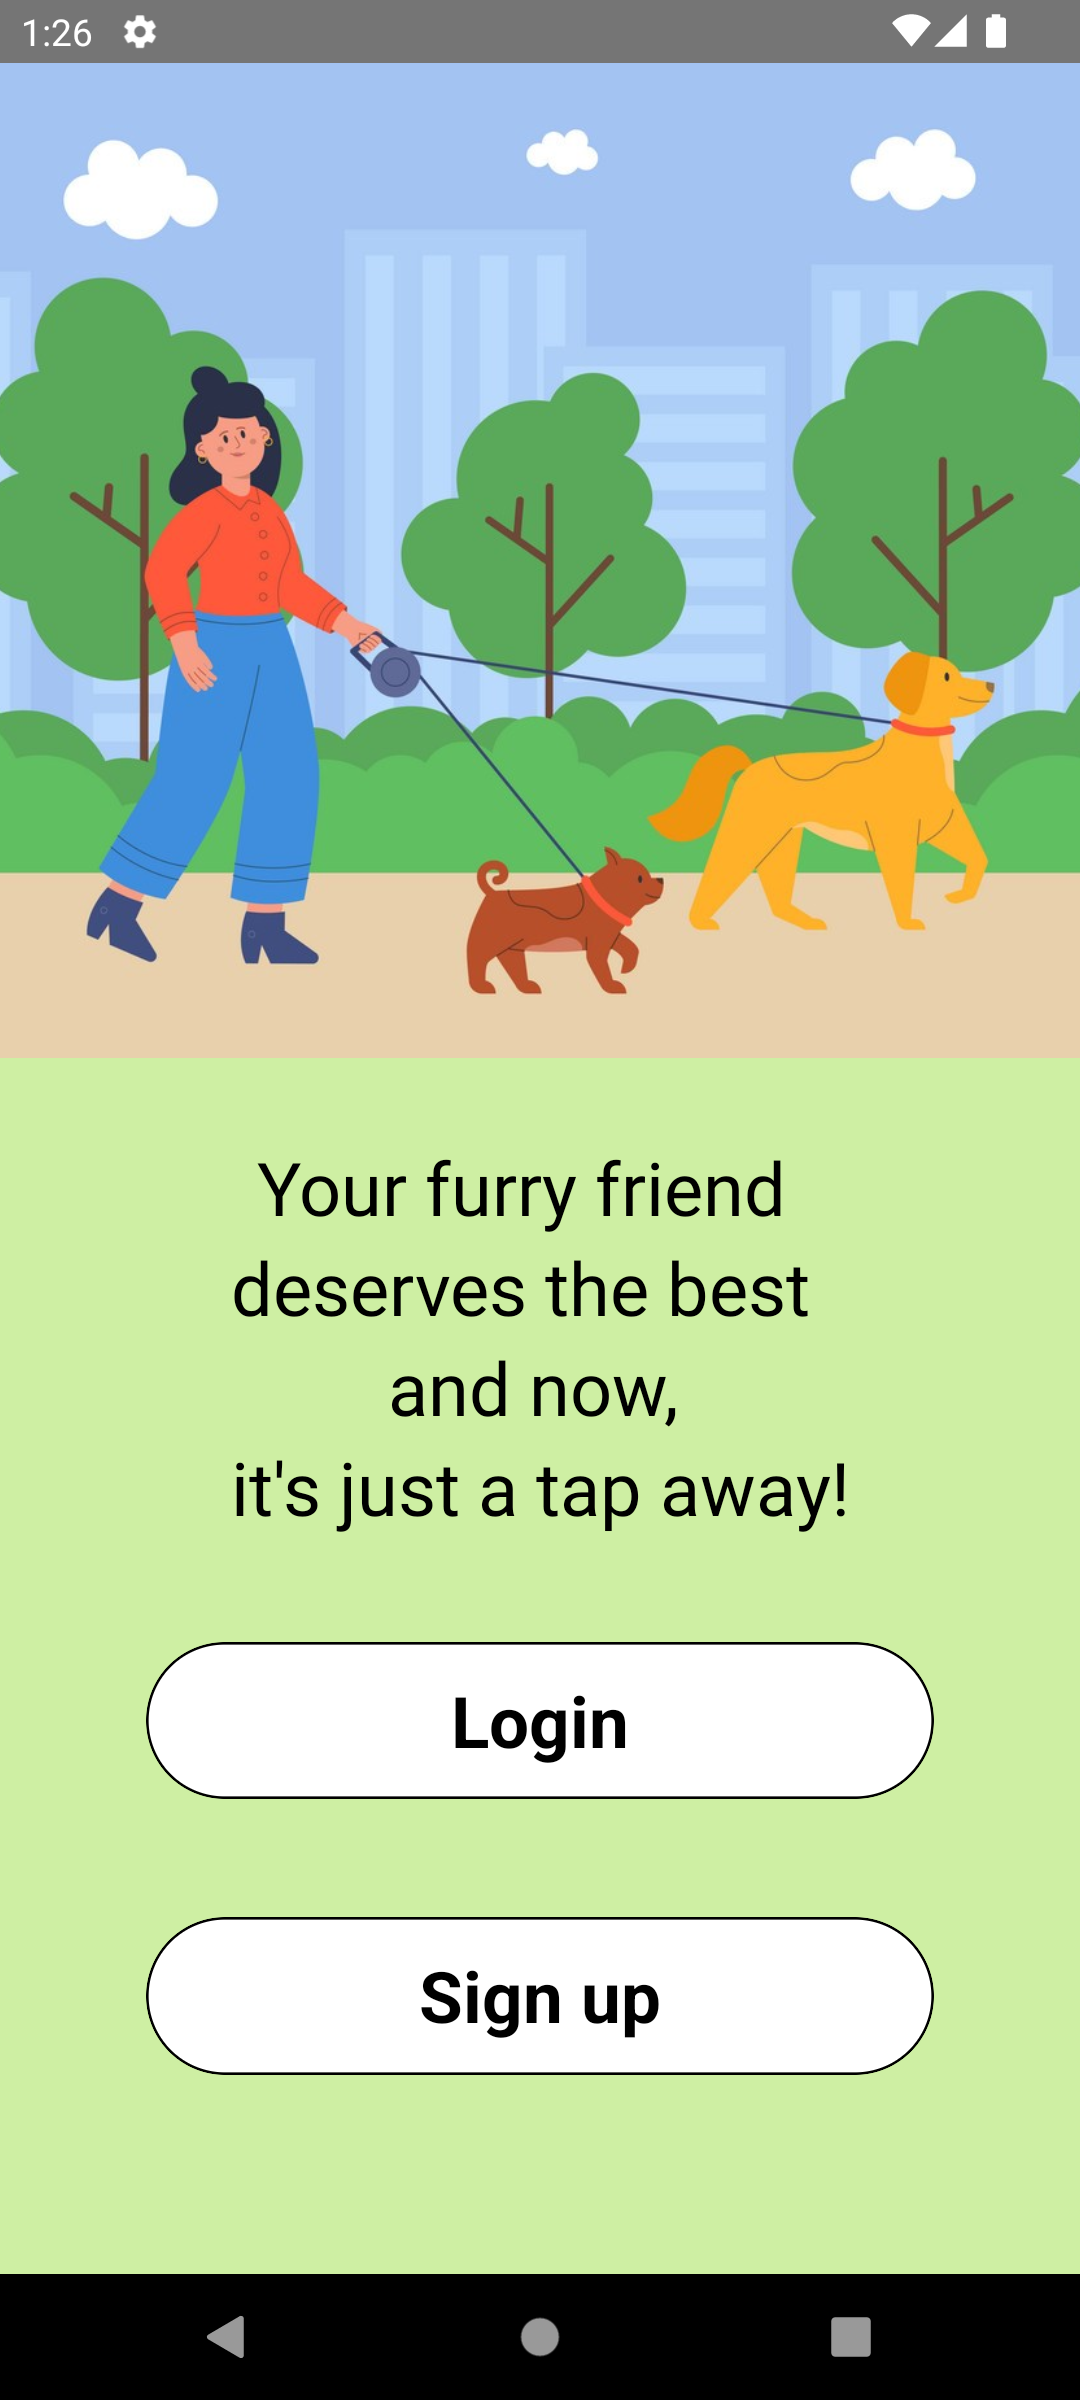 1:26
Your furry friend
deserves the best
and now,
it's just a tap away!
Login
Sign up